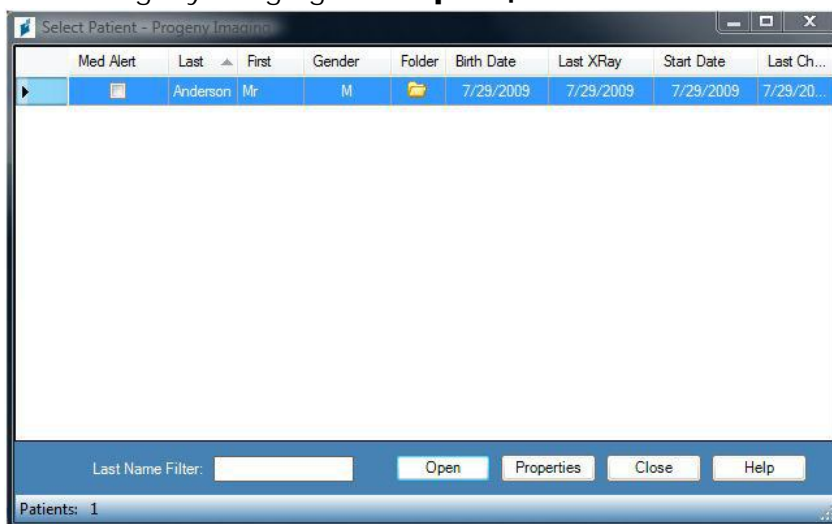 Select Patient - Progeny Imaging
Med Alert Last First Gender Folder Birth Date Last XRay Start Date Last Ch...
Anderson Mr M 7/29/2009 7/29/2009 7/29/2009 7/29/20...
Last Name Filter: Open Properties Close Help
Patients: 1